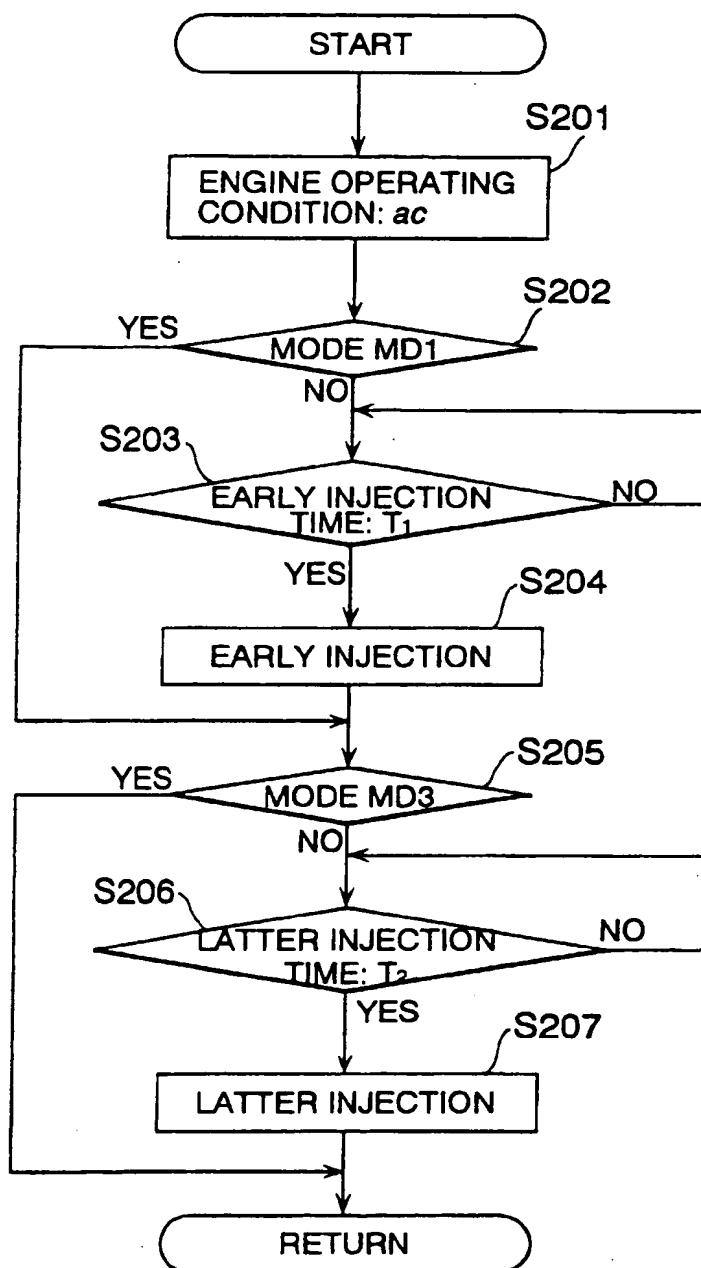 START
S201
ENGINE OPERATING
CONDITION: ac
S202
YES
MODE MD1
NO
S203
EARLY INJECTION
TIME: T1
NO
YES
S204
EARLY INJECTION
S205
YES
MODE MD3
NO
S206
LATTER INJECTION
TIME: T2
NO
YES
S207
LATTER INJECTION
RETURN